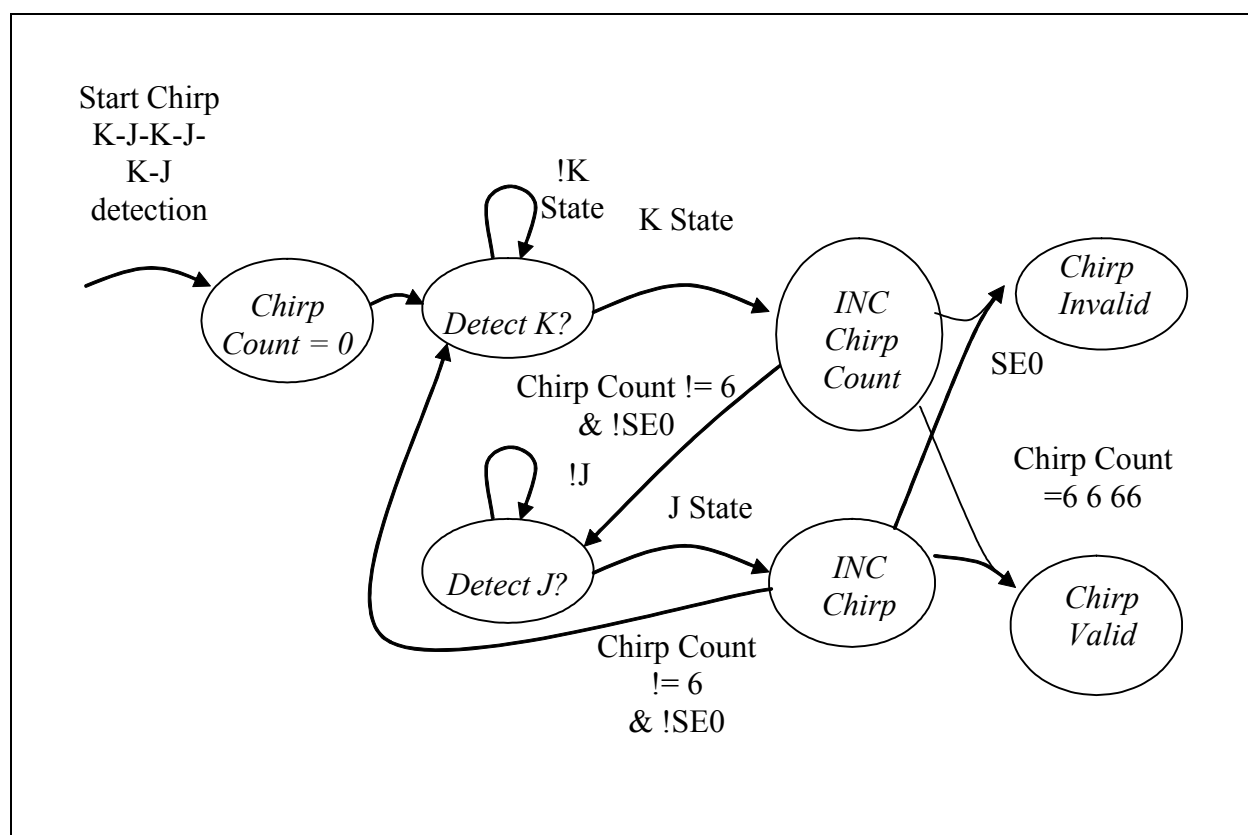 Start Chirp
K-J-K-J-
K-J
detection
!K
State
K State
Chirp
Count = 0
Detect K?
INC
Chirp
Count
Chirp
Invalid
SE0
Chirp Count != 6
& !SE0
!J
J State
Chirp Count
=6 6 66
Detect J?
INC
Chirp
Chirp
Valid
Chirp Count
!= 6
& !SE0